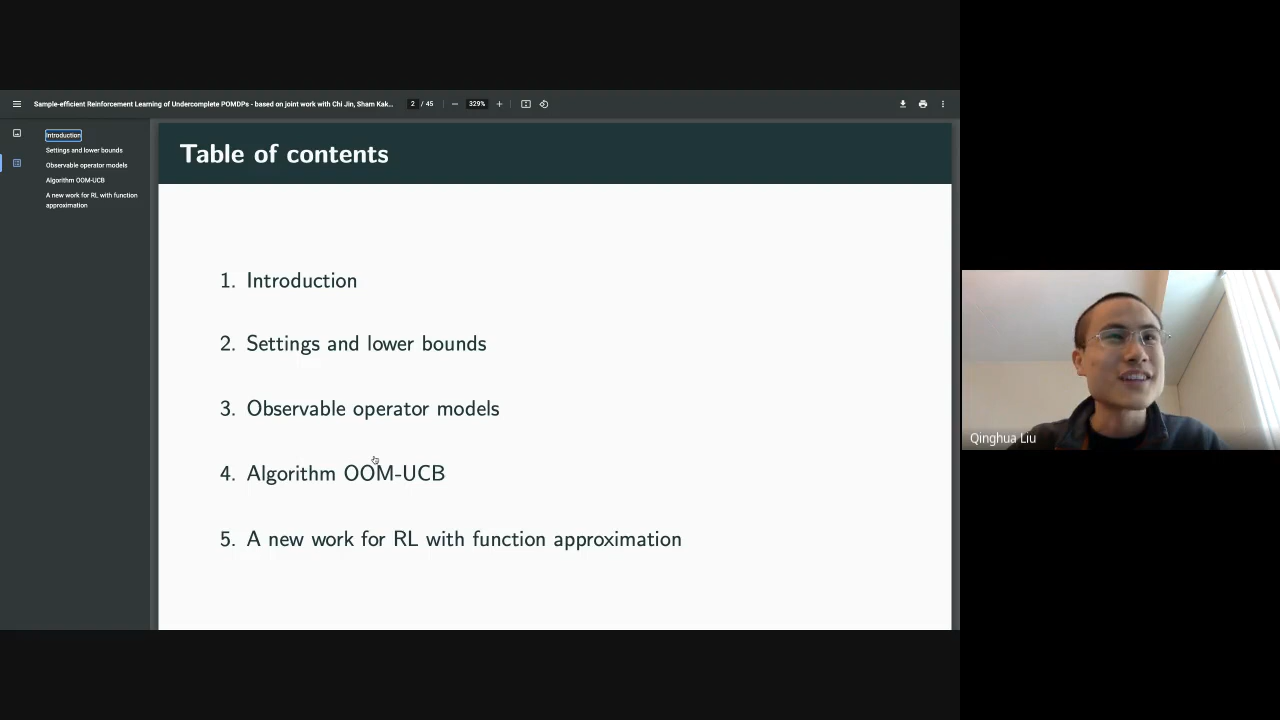 Sample-efficient Reinforcement Learning of Undercomplete POMDPs - based on joint work with Chi Jin, Sham Kak...
2 / 45
329%
Introduction
Settings and lower bounds
Observable operator models
Algorithm OOM-UCB
A new work for RL with function
approximation
Table of contents
1. Introduction
2. Settings and lower bounds
3. Observable operator models
4. Algorithm OOM-UCB
5. A new work for RL with function approximation
Qinghua Liu